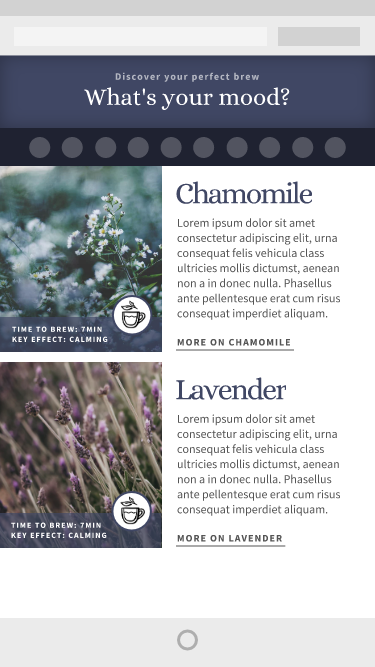 Discover your perfect brew
What's your mood?
Chamomile
Lorem ipsum dolor sit amet
consectetur adipiscing elit, urna
consequat felis vehicula class
ultricies mollis dictumst, aenean
non a in donec nulla. Phasellus
ante pellentesque erat cum risus
consequat imperdiet aliquam.
MORE ON CHAMOMILE
TIME TO BREW: 7MIN
KEY EFFECT: CALMING
Lavender
Lorem ipsum dolor sit amet
consectetur adipiscing elit, urna
consequat felis vehicula class
ultricies mollis dictumst, aenean
non a in donec nulla. Phasellus
ante pellentesque erat cum risus
consequat imperdiet aliquam.
MORE ON LAVENDER
TIME TO BREW: 7MIN
KEY EFFECT: CALMING